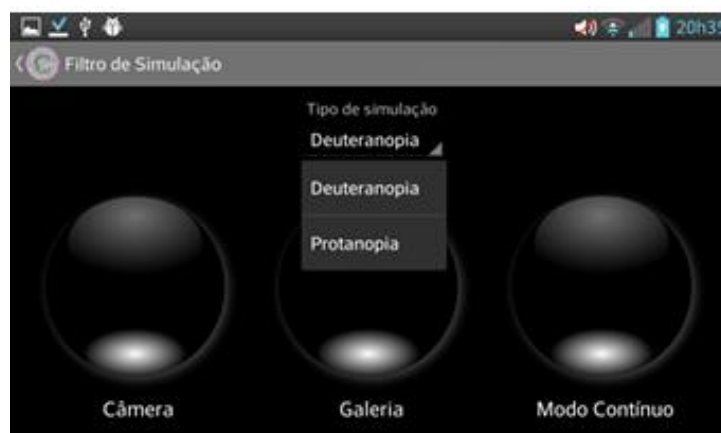 20h35
Filtro de Simulação
Tipo de simulação
Deuteranopia
Deuteranopia
Protanopia
Câmera
Galeria
Modo Contínuo